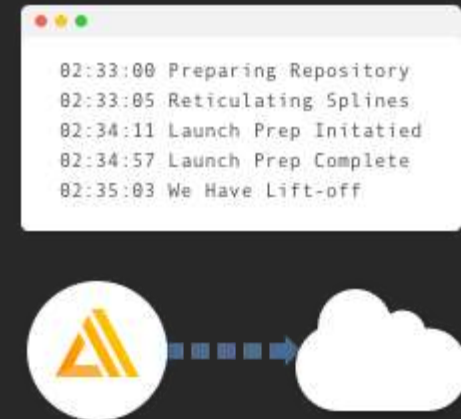 02:33:00 Preparing Repository
02:33:05 Reticulating Splines
02:34:11 Launch Prep Initatied
02:34:57 Launch Prep Complete
02:35:03 We Have Lift-off